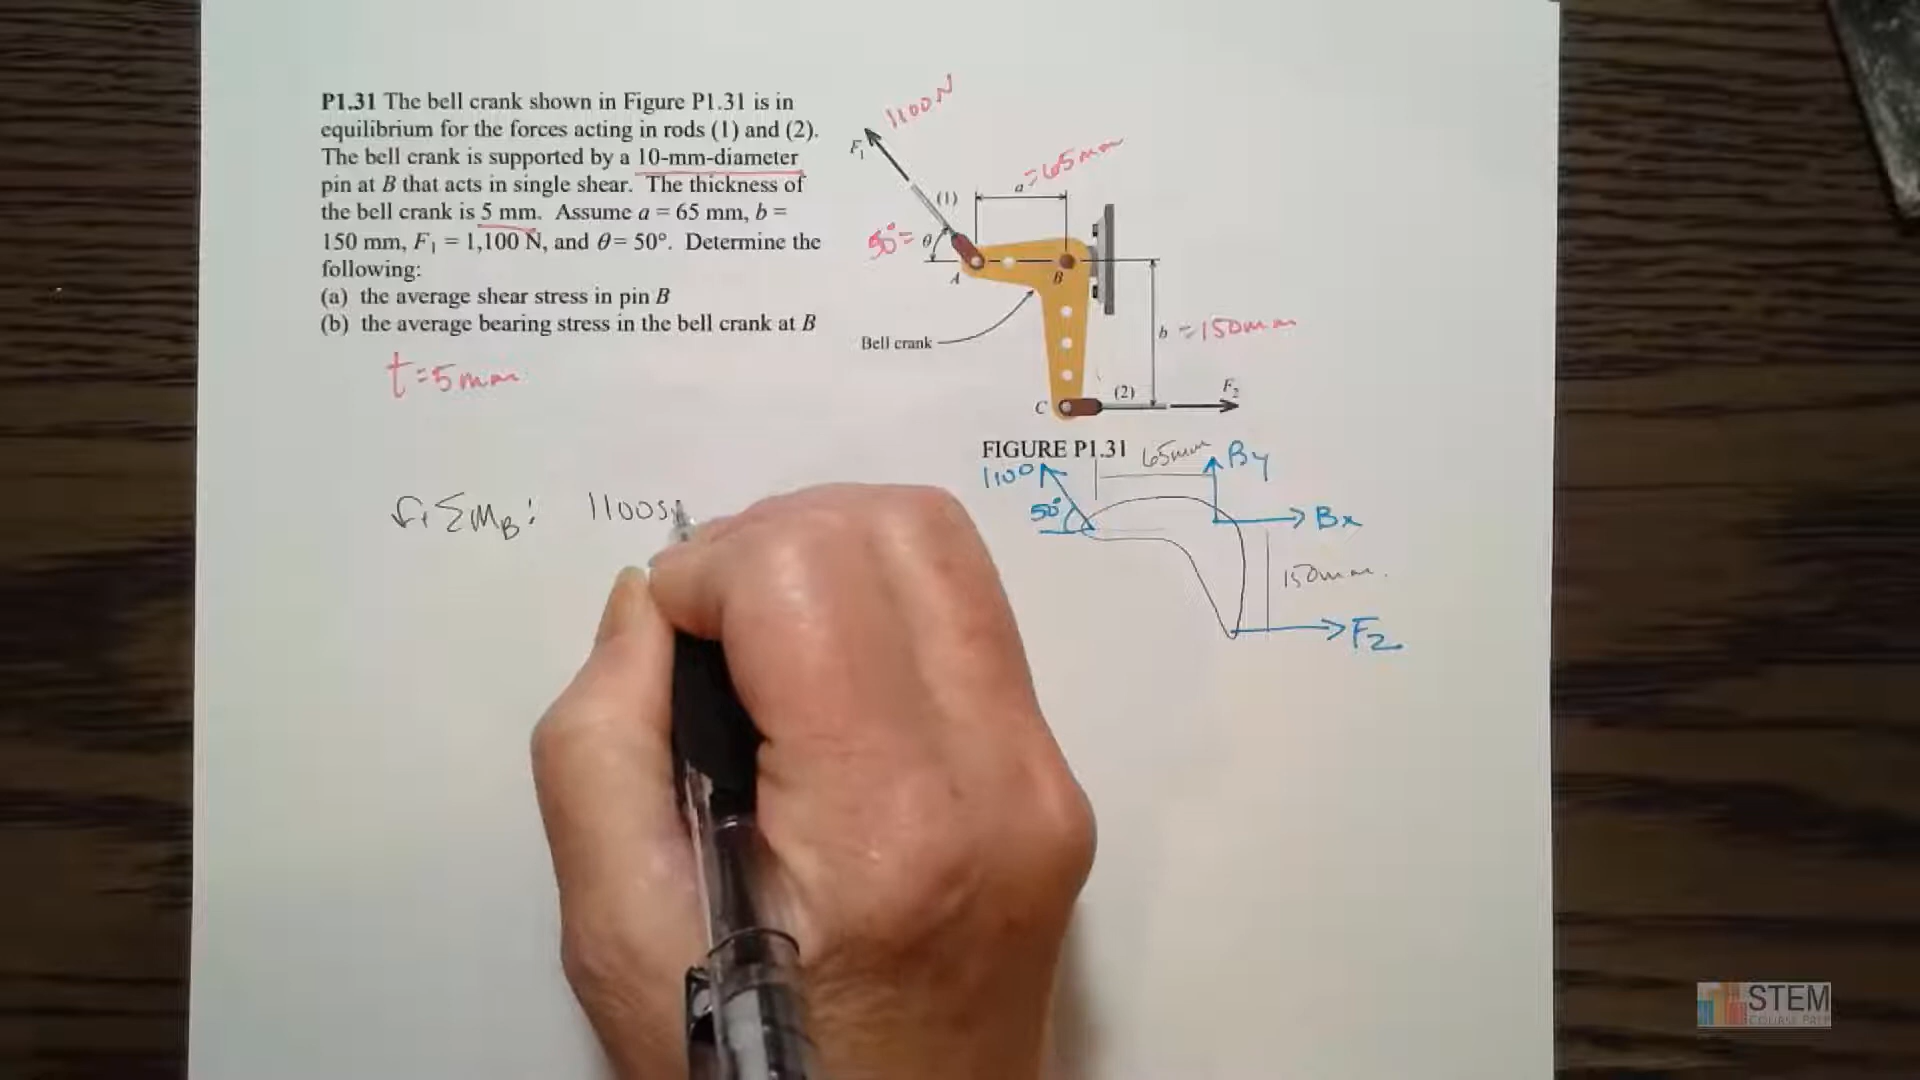 P1.31 The bell crank shown in Figure P1.31 is in
equilibrium for the forces acting in rods (1) and (2).
The bell crank is supported by a 10-mm-diameter
pin at B that acts in single shear. The thickness of
the bell crank is 5 mm. Assume a = 65 mm, b =
150 mm, F₁ = 1,100 N, and θ = 50°. Determine the
following:
(a) the average shear stress in pin B
(b) the average bearing stress in the bell crank at B
t=5mm
1100N
F₁
=65mm
a
(1)
50°=
θ
A
B
Bell crank
b =150mm
(2)
F₂
C
FIGURE P1.31
65mm
By
1100
50°
Bx
150mm.
F2
+ΣMB: 1100s
STEM
COURSE PREP